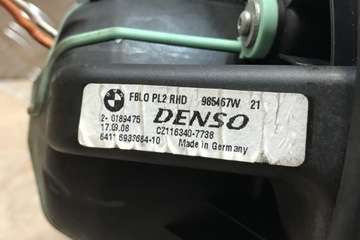 FBLO PL2 RHD 985467W 21
2- 0189475 DENSO
17.09.08 CZ116340-7738
6411 6933664-10 Made in Germany